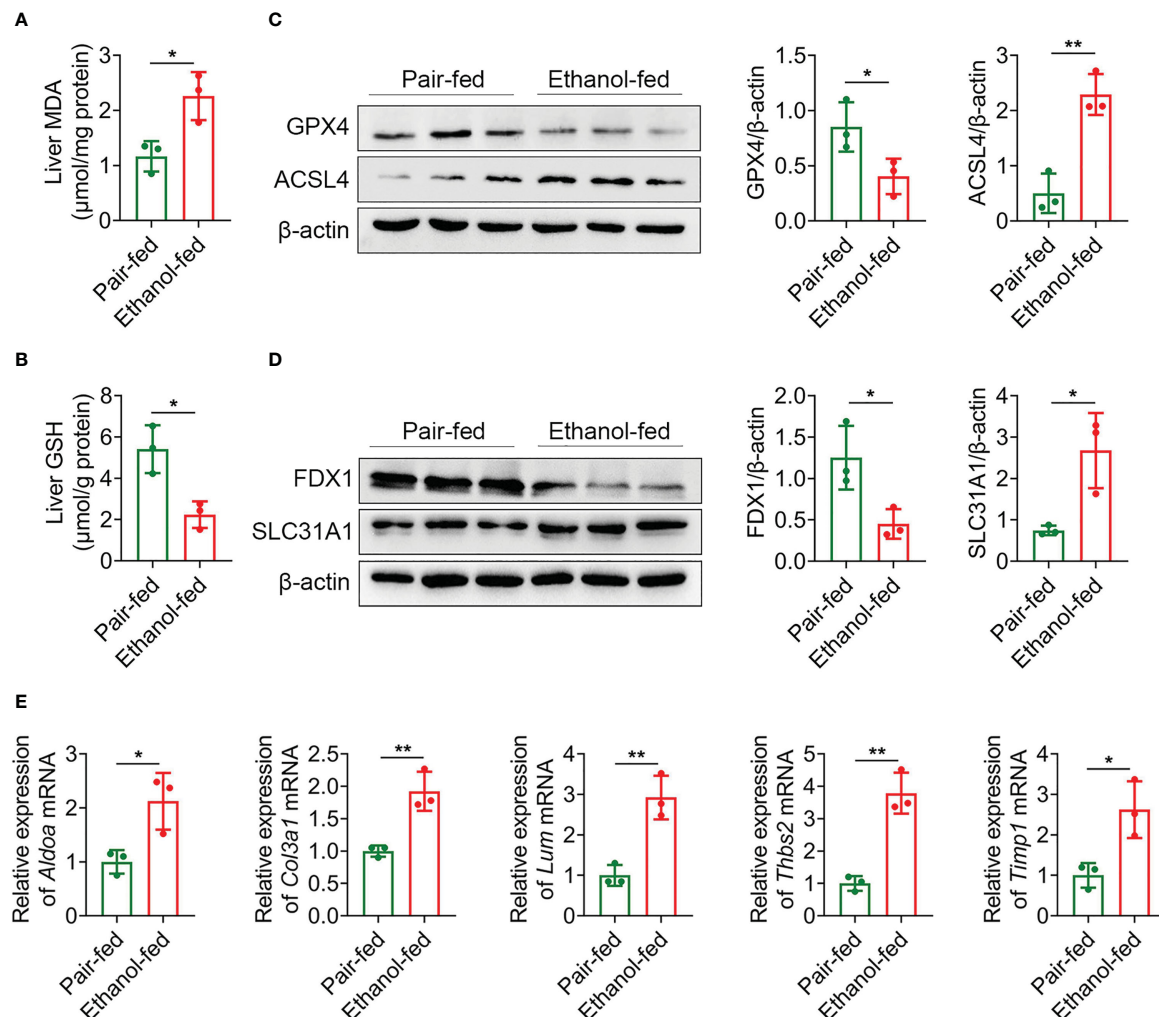 A
Liver MDA
(μmol/mg protein)
3
2
1
0
*
Pair-fed
Ethanol-fed
C
Pair-fed
Ethanol-fed
GPX4
ACSL4
β-actin
GPX4/β-actin
1.5
1.0
0.5
0.0
*
Pair-fed
Ethanol-fed
ACSL4/β-actin
3
2
1
0
**
Pair-fed
Ethanol-fed
B
Liver GSH
(μmol/g protein)
8
6
4
2
0
*
Pair-fed
Ethanol-fed
D
Pair-fed
Ethanol-fed
FDX1
SLC31A1
β-actin
FDX1/β-actin
2.0
1.5
1.0
0.5
0.0
*
Pair-fed
Ethanol-fed
SLC31A1/β-actin
4
3
2
1
0
*
Pair-fed
Ethanol-fed
E
Relative expression
of Aldoa mRNA
3
2
1
0
*
Pair-fed
Ethanol-fed
Relative expression
of Col3a1 mRNA
2.5
2.0
1.5
1.0
0.5
0.0
**
Pair-fed
Ethanol-fed
Relative expression
of Lum mRNA
4
3
2
1
0
**
Pair-fed
Ethanol-fed
Relative expression
of Thbs2 mRNA
5
4
3
2
1
0
**
Pair-fed
Ethanol-fed
Relative expression
of Timp1 mRNA
4
3
2
1
0
*
Pair-fed
Ethanol-fed